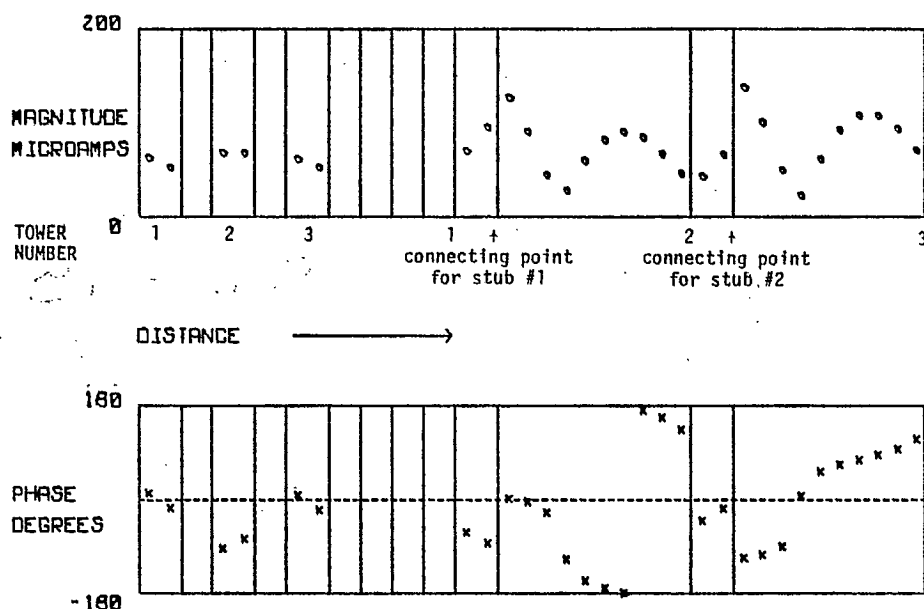 200
MAGNITUDE
MICROAMPS
0
TOWER NUMBER
1 2 3 1 2 3
connecting point for stub #1
connecting point for stub #2
DISTANCE
180
PHASE
DEGREES
-180